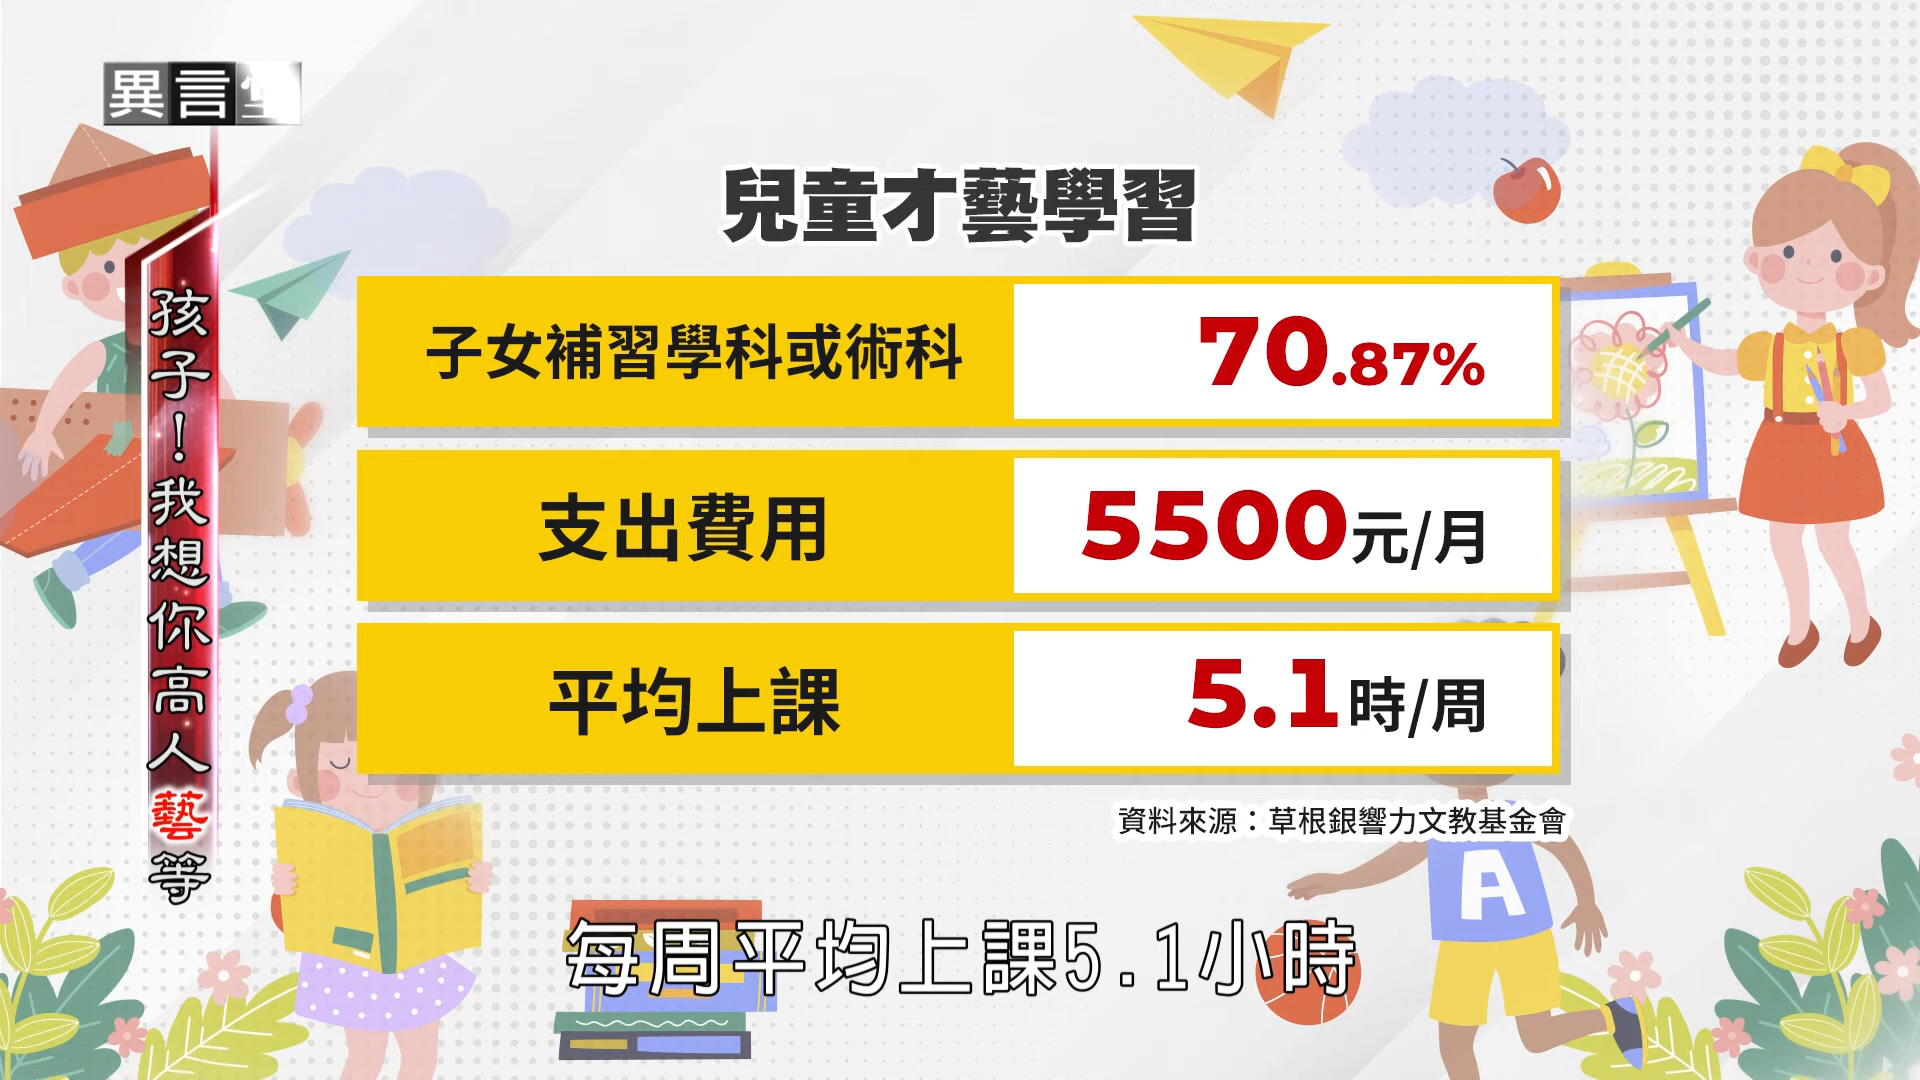 異言堂
兒童才藝學習
子女補習學科或術科 70.87%
支出費用 5500元/月
平均上課 5.1時/周
資料來源：草根銀響力文教基金會
孩子！我想你高人藝等
每周平均上課5.1小時
A